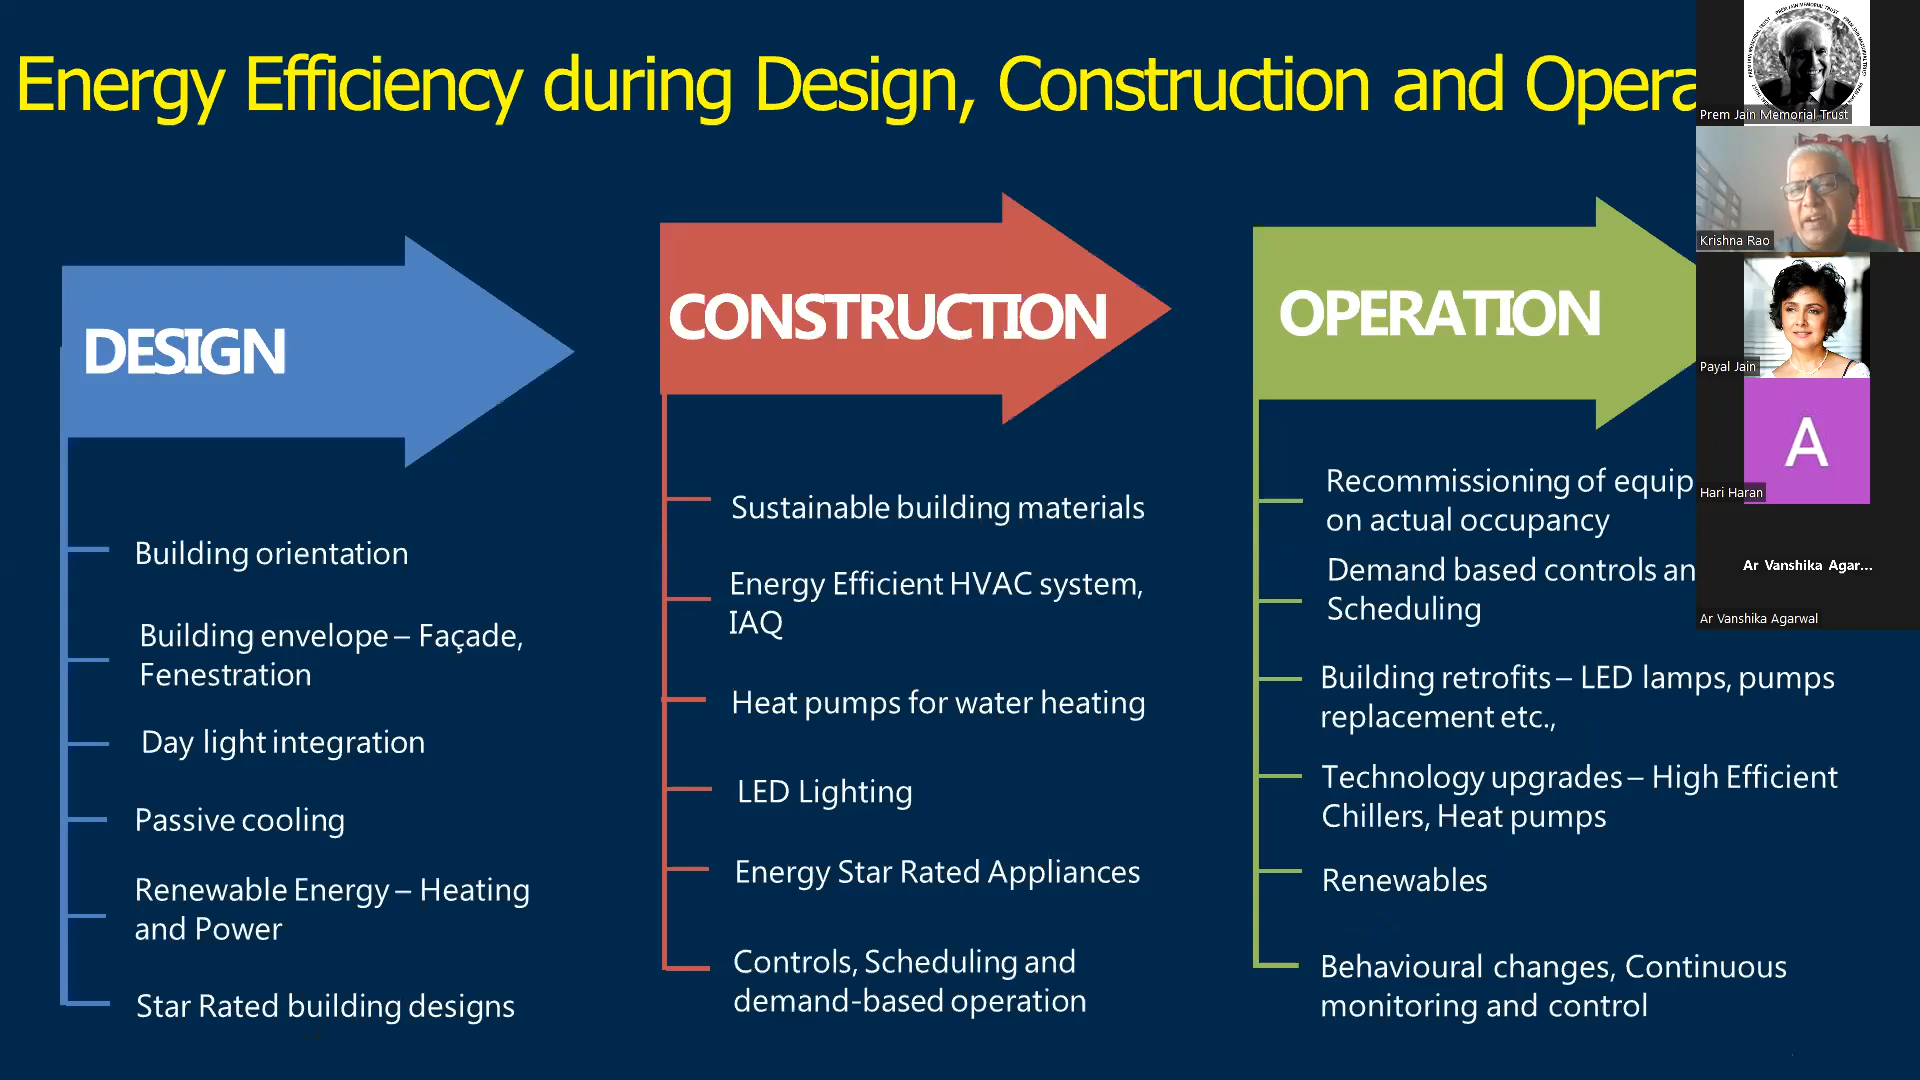 Energy Efficiency during Design, Construction and Opera
DESIGN
Building orientation
Building envelope – Façade,
Fenestration
Day light integration
Passive cooling
Renewable Energy – Heating
and Power
Star Rated building designs
CONSTRUCTION
Sustainable building materials
Energy Efficient HVAC system,
IAQ
Heat pumps for water heating
LED Lighting
Energy Star Rated Appliances
Controls, Scheduling and
demand-based operation
OPERATION
Recommissioning of equip
on actual occupancy
Demand based controls an
Scheduling
Building retrofits – LED lamps, pumps
replacement etc.,
Technology upgrades – High Efficient
Chillers, Heat pumps
Renewables
Behavioural changes, Continuous
monitoring and control
Prem Jain Memorial Trust
Krishna Rao
Payal Jain
A
Hari Haran
Ar Vanshika Agar...
Ar Vanshika Agarwal